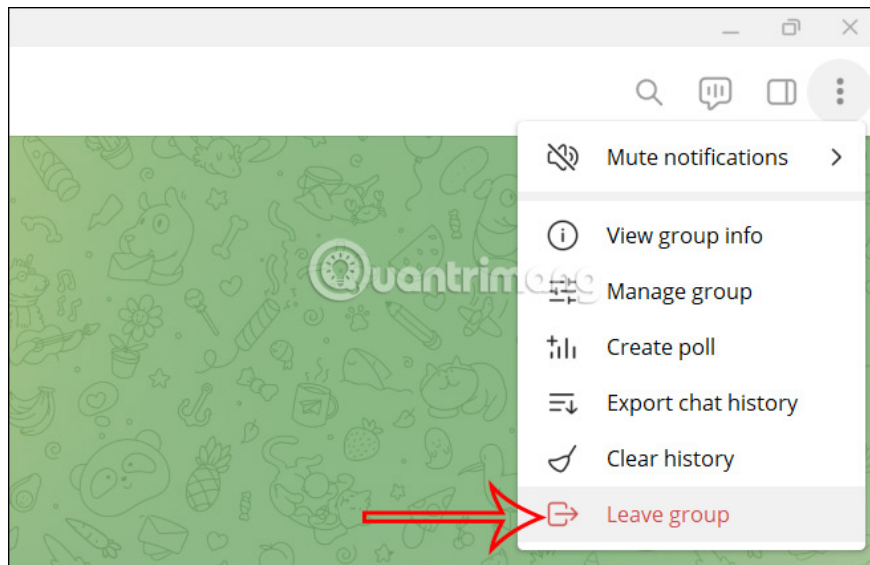 Mute notifications
View group info
Quantrimang
Manage group
Create poll
Export chat history
Clear history
Leave group